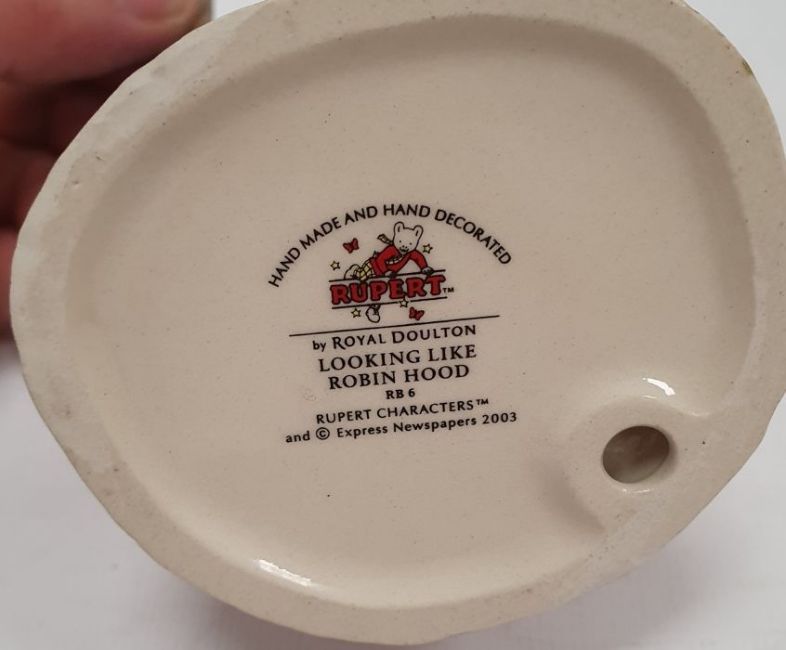 HAND MADE AND HAND DECORATED
RUPERT™
by ROYAL DOULTON
LOOKING LIKE
ROBIN HOOD
RB 6
RUPERT CHARACTERS™
and © Express Newspapers 2003